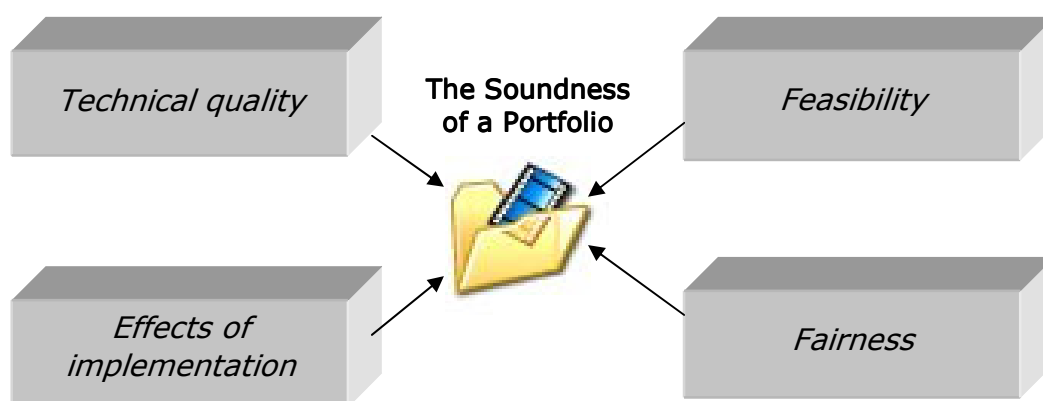 Technical quality
The Soundness
of a Portfolio
Feasibility
Effects of
implementation
Fairness